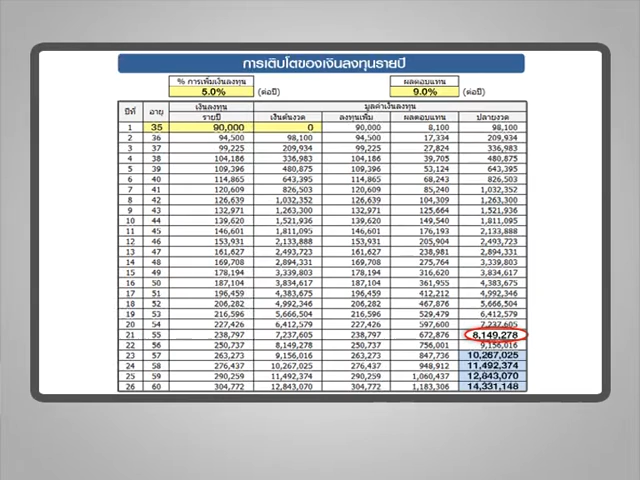 การเติบโตของเงินลงทุนรายปี
% การเพิ่มเงินลงทุน ผลตอบแทน
5.0% (ต่อปี) 9.0% (ต่อปี)
ปีที่ อายุ เงินลงทุน มูลค่าเงินลงทุน
รายปี เงินต้นงวด ลงทุนเพิ่ม ผลตอบแทน ปลายงวด
1 35 90,000 0 90,000 8,100 98,100
2 36 94,500 98,100 94,500 17,334 209,934
3 37 99,225 209,934 99,225 27,824 336,983
4 38 104,186 336,983 104,186 39,705 480,875
5 39 109,396 480,875 109,396 53,124 643,395
6 40 114,865 643,395 114,865 68,243 826,503
7 41 120,609 826,503 120,609 85,240 1,032,352
8 42 126,639 1,032,352 126,639 104,309 1,263,300
9 43 132,971 1,263,300 132,971 125,664 1,521,936
10 44 139,620 1,521,936 139,620 149,540 1,811,095
11 45 146,601 1,811,095 146,601 176,193 2,133,888
12 46 153,931 2,133,888 153,931 205,904 2,493,723
13 47 161,627 2,493,723 161,627 238,981 2,894,331
14 48 169,708 2,894,331 169,708 275,764 3,339,803
15 49 178,194 3,339,803 178,194 316,620 3,834,617
16 50 187,104 3,834,617 187,104 361,955 4,383,675
17 51 196,459 4,383,675 196,459 412,212 4,992,346
18 52 206,282 4,992,346 206,282 467,876 5,666,504
19 53 216,596 5,666,504 216,596 529,479 6,412,579
20 54 227,426 6,412,579 227,426 597,600 7,237,605
21 55 238,797 7,237,605 238,797 672,876 8,149,278
22 56 250,737 8,149,278 250,737 756,001 9,156,016
23 57 263,273 9,156,016 263,273 847,736 10,267,025
24 58 276,437 10,267,025 276,437 948,912 11,492,374
25 59 290,259 11,492,374 290,259 1,060,437 12,843,070
26 60 304,772 12,843,070 304,772 1,183,306 14,331,148